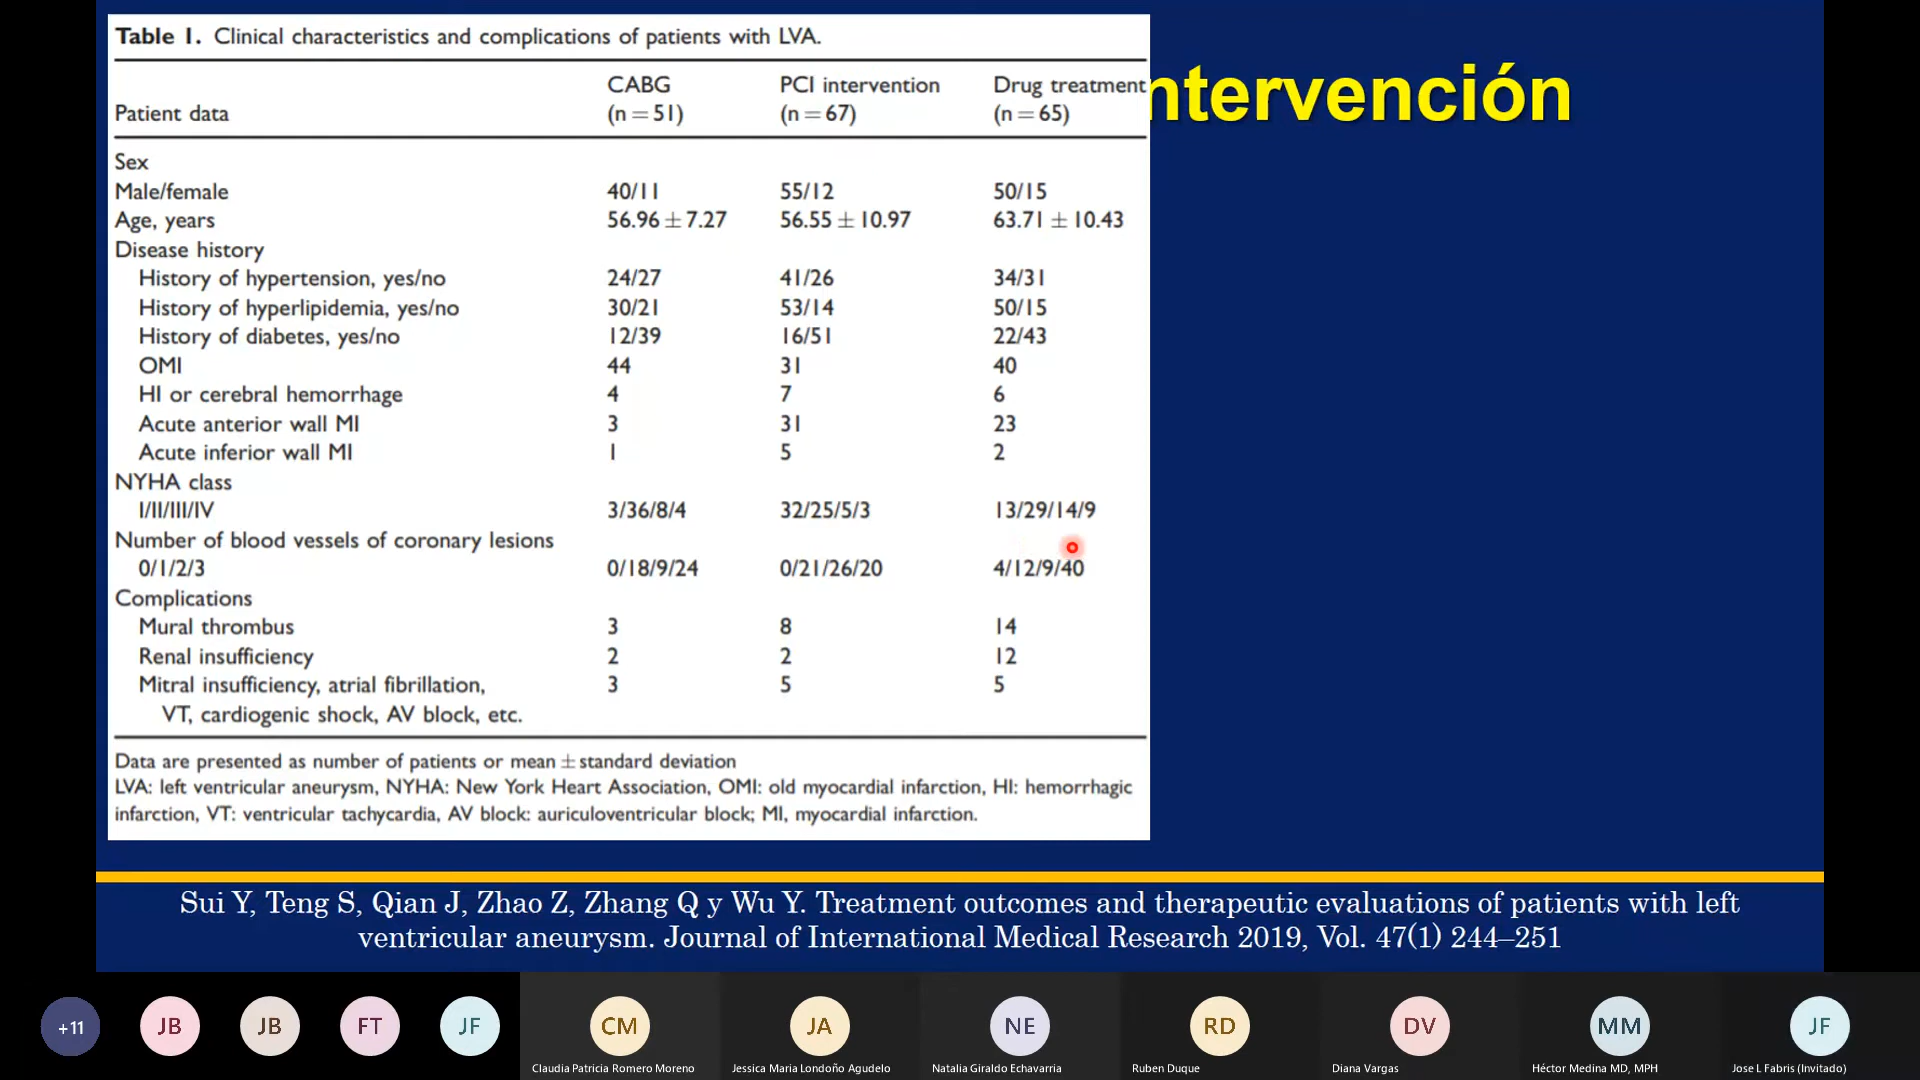 Table 1. Clinical characteristics and complications of patients with LVA.
ntervención
Patient data CABG (n = 51) PCI intervention (n = 67) Drug treatment (n = 65)
Sex
Male/female 40/11 55/12 50/15
Age, years 56.96 ± 7.27 56.55 ± 10.97 63.71 ± 10.43
Disease history
History of hypertension, yes/no 24/27 41/26 34/31
History of hyperlipidemia, yes/no 30/21 53/14 50/15
History of diabetes, yes/no 12/39 16/51 22/43
OMI 44 31 40
HI or cerebral hemorrhage 4 7 6
Acute anterior wall MI 3 31 23
Acute inferior wall MI 1 5 2
NYHA class
I/II/III/IV 3/36/8/4 32/25/5/3 13/29/14/9
Number of blood vessels of coronary lesions
0/1/2/3 0/18/9/24 0/21/26/20 4/12/9/40
Complications
Mural thrombus 3 8 14
Renal insufficiency 2 2 12
Mitral insufficiency, atrial fibrillation, 3 5 5
VT, cardiogenic shock, AV block, etc.
Data are presented as number of patients or mean ± standard deviation
LVA: left ventricular aneurysm, NYHA: New York Heart Association, OMI: old myocardial infarction, HI: hemorrhagic
infarction, VT: ventricular tachycardia, AV block: auriculoventricular block; MI, myocardial infarction.
Sui Y, Teng S, Qian J, Zhao Z, Zhang Q y Wu Y. Treatment outcomes and therapeutic evaluations of patients with left
ventricular aneurysm. Journal of International Medical Research 2019, Vol. 47(1) 244–251
+11 JB JB FT JF CM JA NE RD DV MM JF
Claudia Patricia Romero Moreno Jessica Maria Londoño Agudelo Natalia Giraldo Echavarria Ruben Duque Diana Vargas Héctor Medina MD, MPH Jose L Fabris (Invitado)